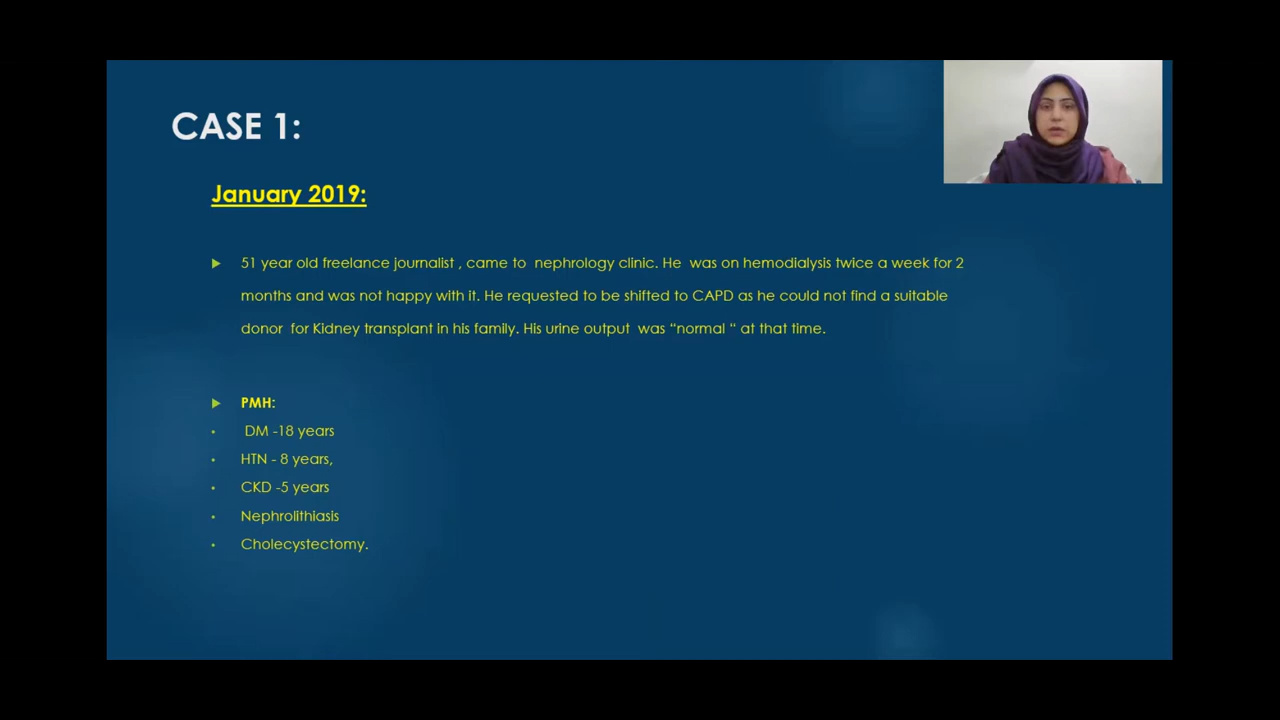 CASE 1:
January 2019:
51 year old freelance journalist , came to nephrology clinic. He was on hemodialysis twice a week for 2
months and was not happy with it. He requested to be shifted to CAPD as he could not find a suitable
donor for Kidney transplant in his family. His urine output was “normal “ at that time.
PMH:
DM -18 years
HTN - 8 years,
CKD -5 years
Nephrolithiasis
Cholecystectomy.